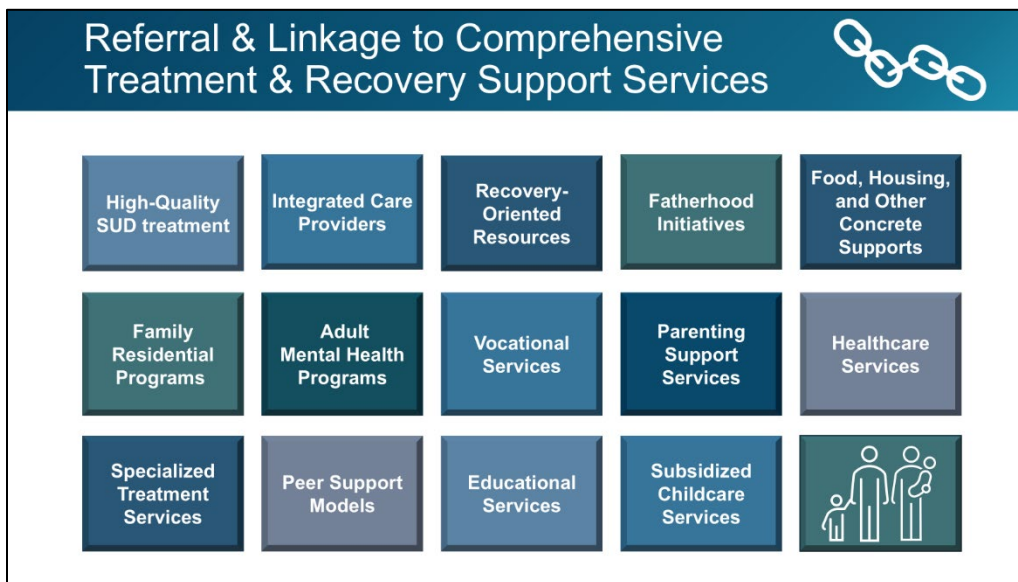 Referral & Linkage to Comprehensive
Treatment & Recovery Support Services
High-Quality
SUD treatment
Integrated Care
Providers
Recovery-
Oriented
Resources
Fatherhood
Initiatives
Food, Housing,
and Other
Concrete
Supports
Family
Residential
Programs
Adult
Mental Health
Programs
Vocational
Services
Parenting
Support
Services
Healthcare
Services
Specialized
Treatment
Services
Peer Support
Models
Educational
Services
Subsidized
Childcare
Services